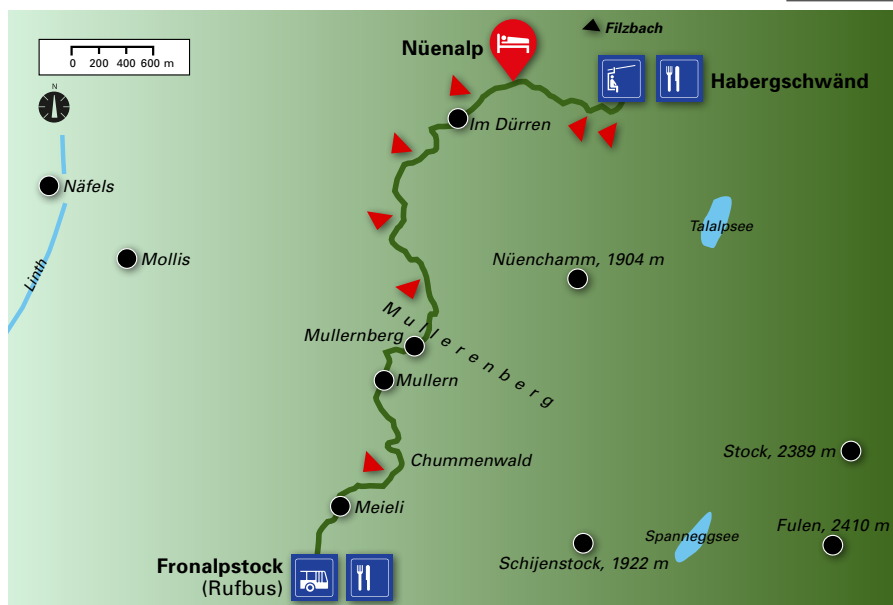 0 200 400 600 m
N
Filzbach
Nüenalp
Habergschwänd
Im Dürren
Näfels
Talalpsee
Mollis
Nüenchamm, 1904 m
Linth
Mullerenberg
Mullernberg
Mullern
Chummenwald
Stock, 2389 m
Meieli
Fulen, 2410 m
Spanneggsee
Schijenstock, 1922 m
Fronalpstock
(Rufbus)